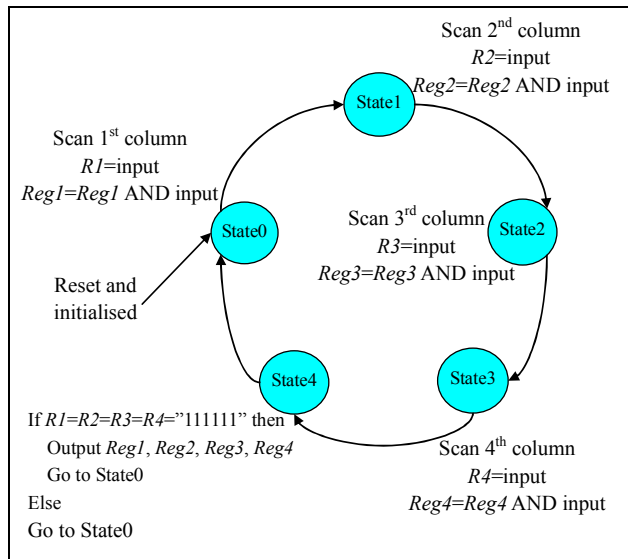 Scan 2nd column
R2=input
Reg2=Reg2 AND input
State1
Scan 1st column
R1=input
Reg1=Reg1 AND input
State0
Scan 3rd column
R3=input
Reg3=Reg3 AND input
State2
Reset and
initialised
State4
State3
If R1=R2=R3=R4=”111111” then
Output Reg1, Reg2, Reg3, Reg4
Go to State0
Else
Go to State0
Scan 4th column
R4=input
Reg4=Reg4 AND input